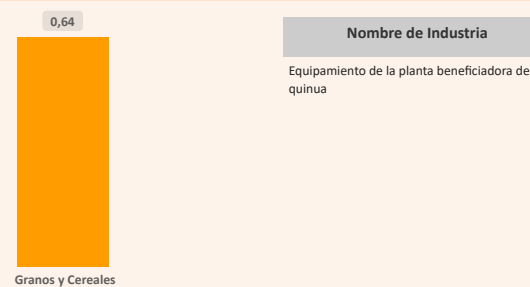 0,64
Granos y Cereales
Nombre de Industria
Equipamiento de la planta beneficiadora de
quinua